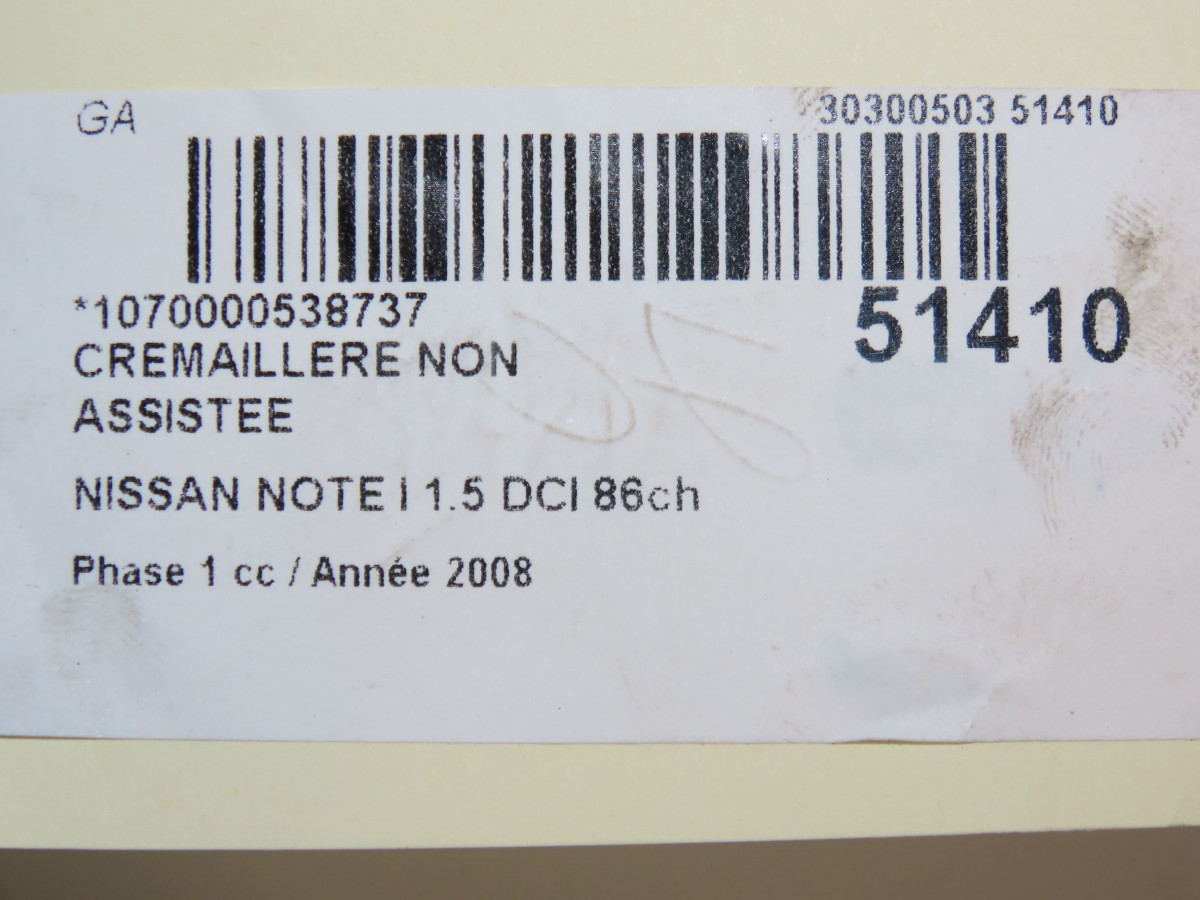 GA
30300503 51410
*1070000538737
51410
CREMAILLERE NON
ASSISTEE
NISSAN NOTE I 1.5 DCI 86ch
Phase 1 cc / Année 2008